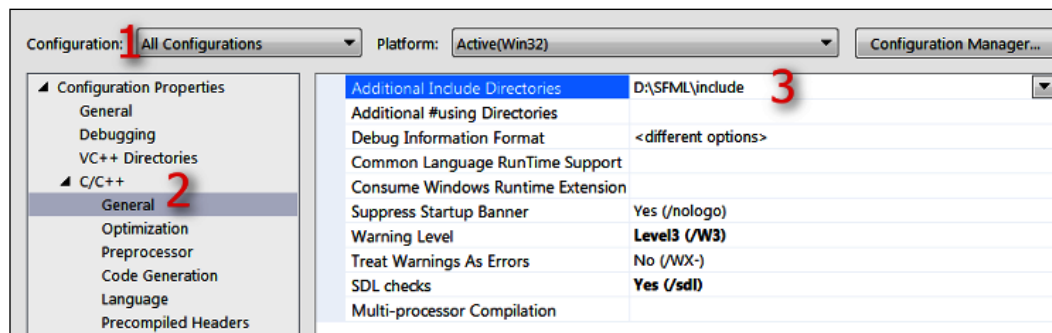 Configuration: 1 All Configurations Platform: Active(Win32) Configuration Manager...
Configuration Properties
General
Debugging
VC++ Directories
C/C++
General 2
Optimization
Preprocessor
Code Generation
Language
Precompiled Headers
Additional Include Directories D:\SFML\include 3
Additional #using Directories
Debug Information Format <different options>
Common Language RunTime Support
Consume Windows Runtime Extension
Suppress Startup Banner Yes (/nologo)
Warning Level Level3 (/W3)
Treat Warnings As Errors No (/WX-)
SDL checks Yes (/sdl)
Multi-processor Compilation